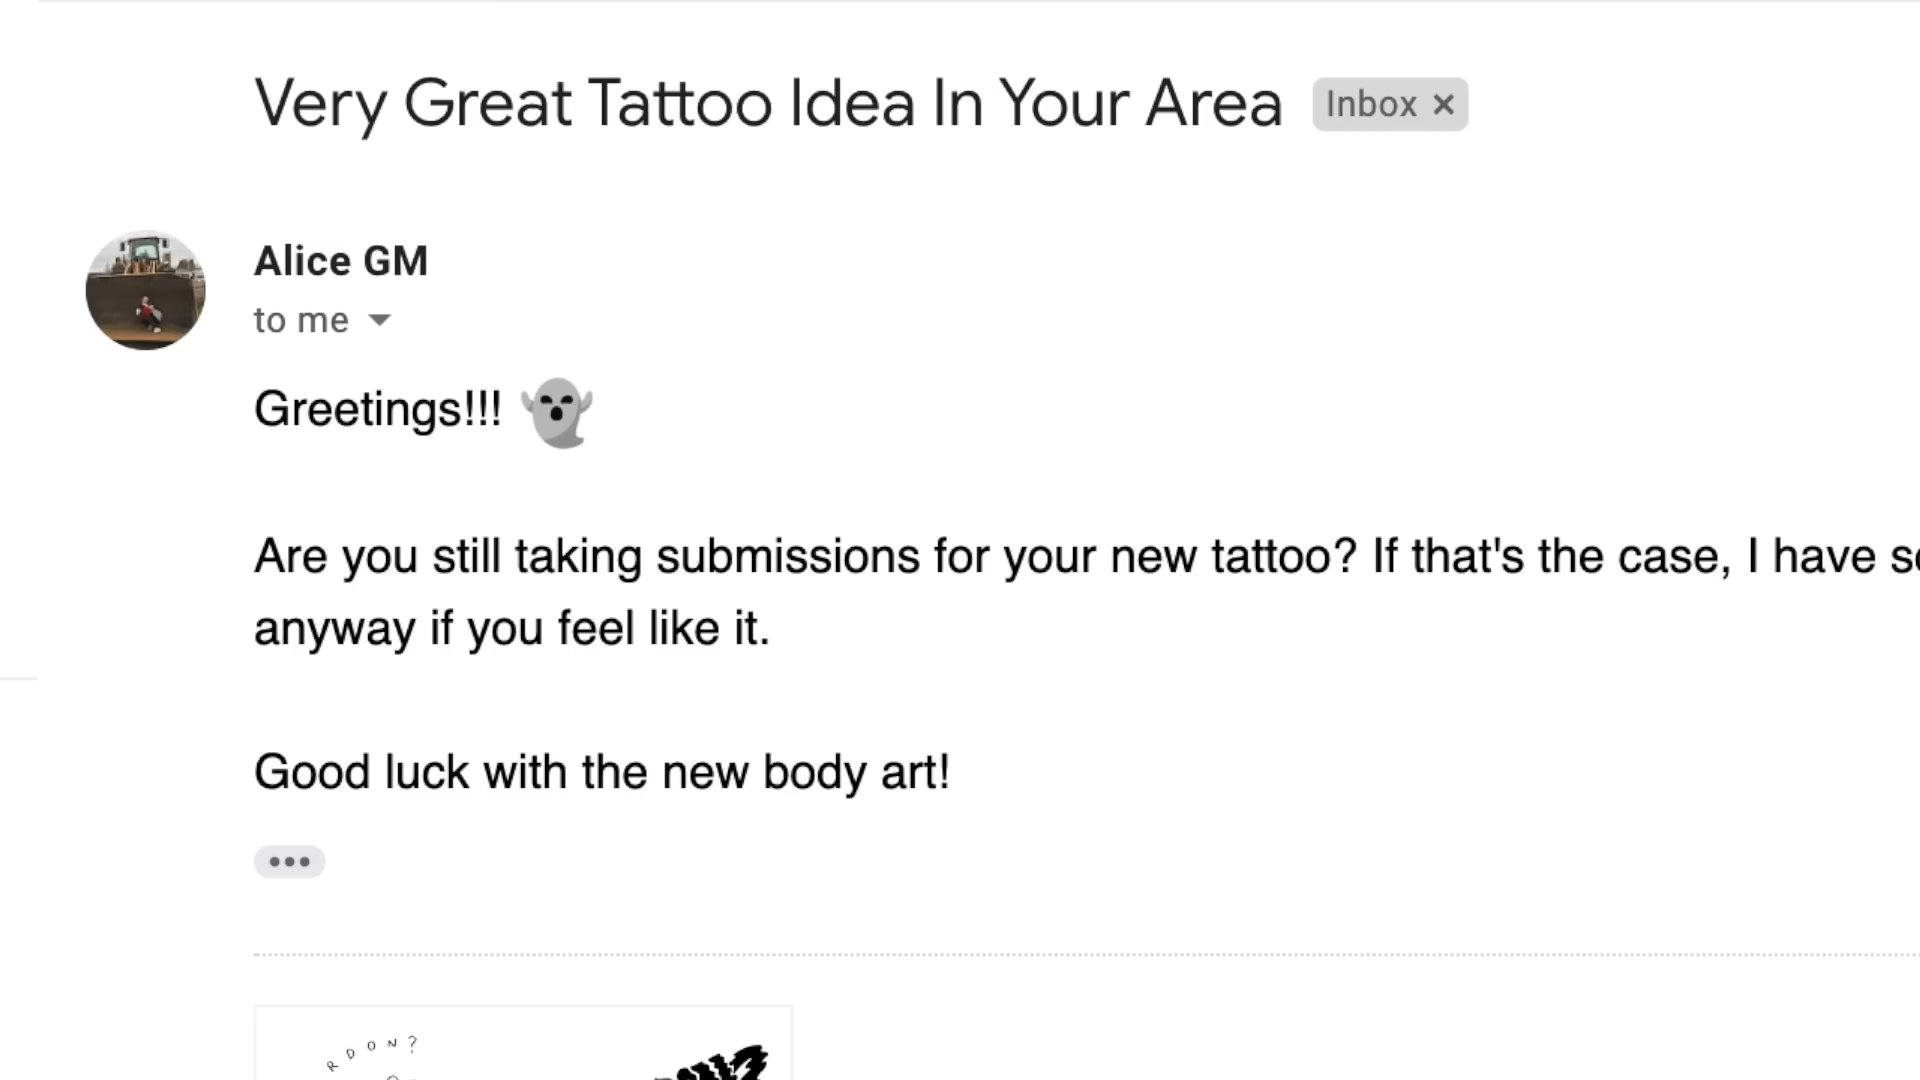 Very Great Tattoo Idea In Your Area Inbox ×
Alice GM
to me
Greetings!!!
Are you still taking submissions for your new tattoo? If that's the case, I have
anyway if you feel like it.
Good luck with the new body art!
RDON?